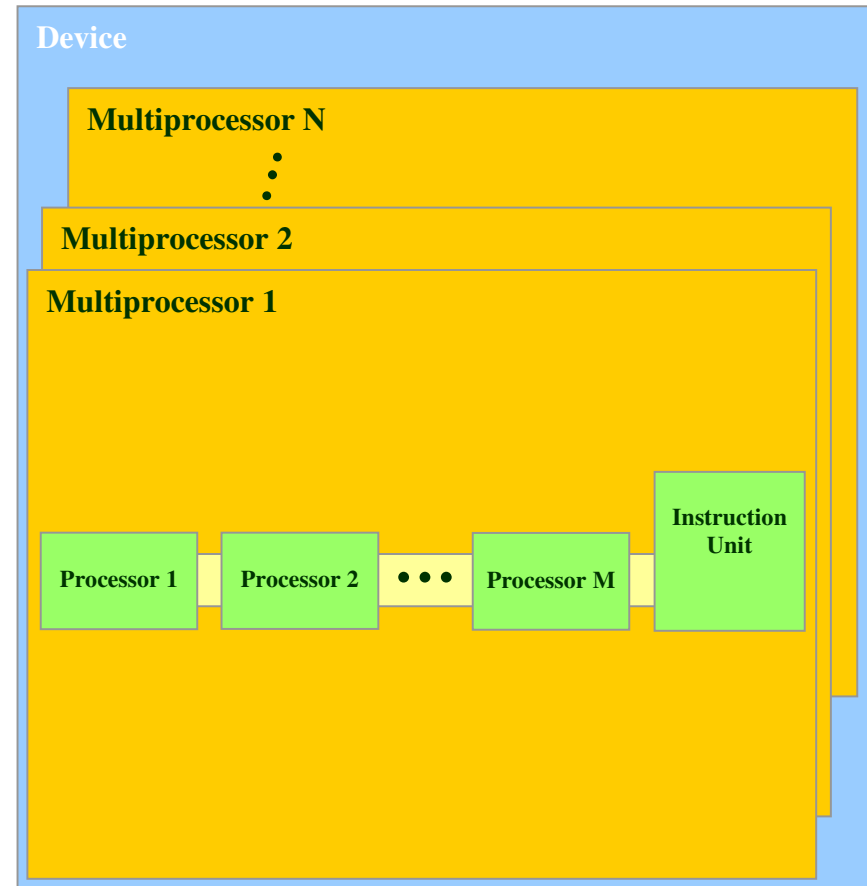 Device
Multiprocessor N
Multiprocessor 2
Multiprocessor 1
Instruction
Unit
Processor 1
Processor 2
• • •
Processor M